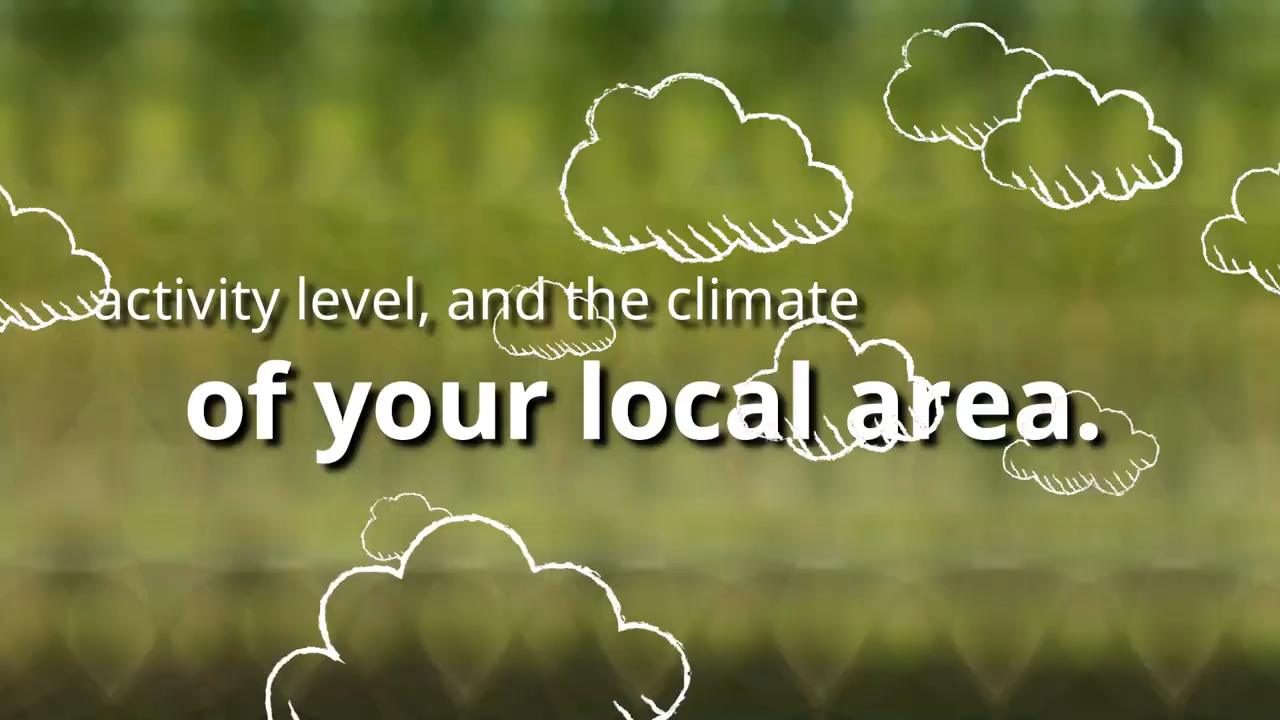 activity level, and the climate
of your local area.